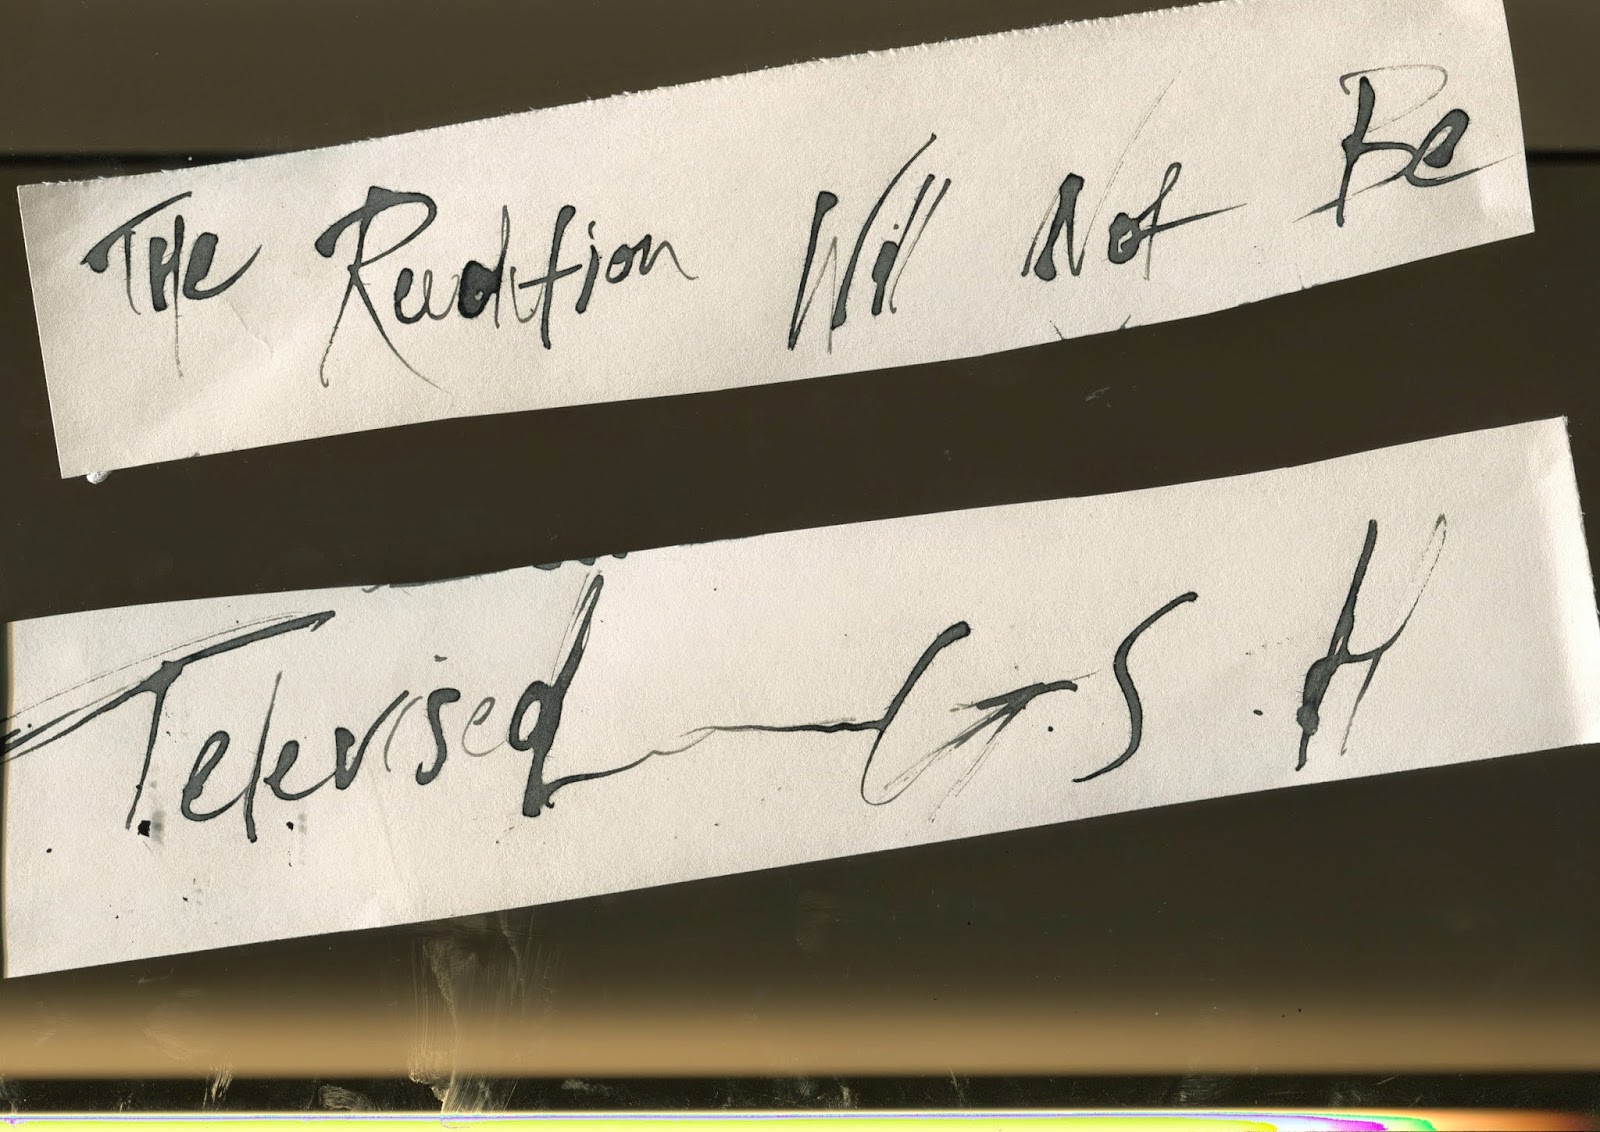 The Revolution Will Not Be
Televised — G.S.H